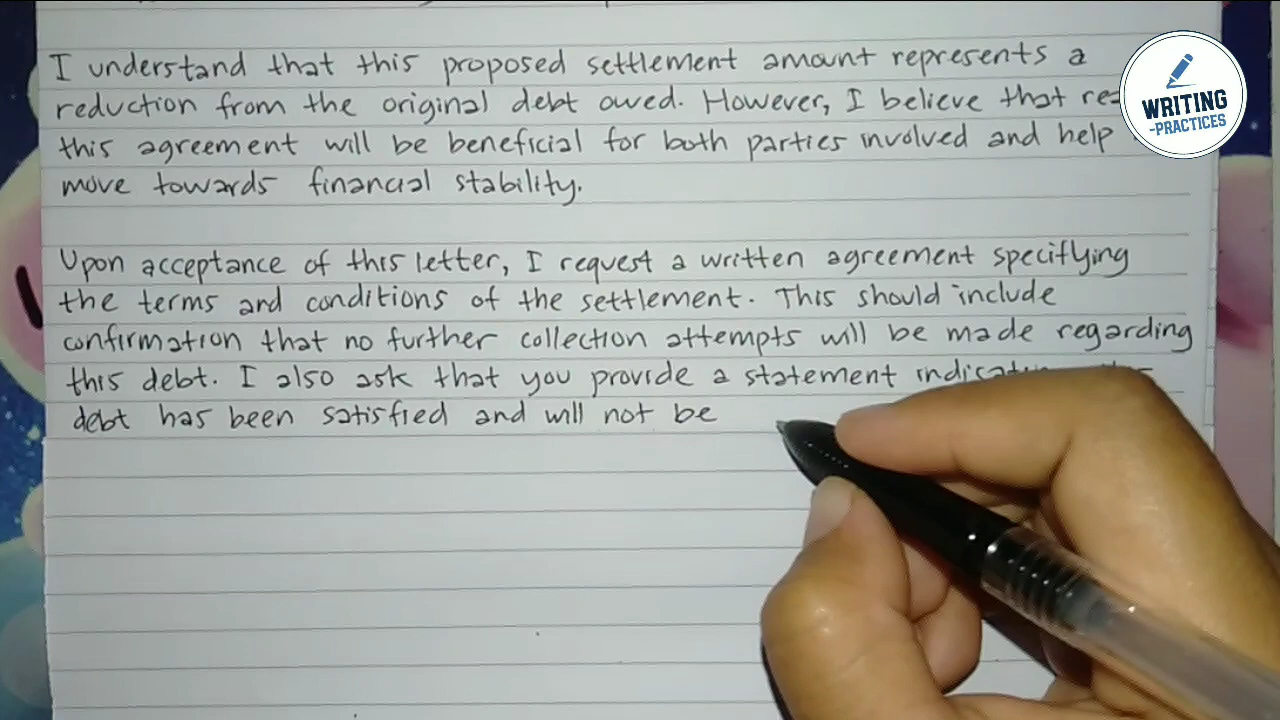 I understand that this proposed settlement amount represents a
reduction from the original debt owed. However, I believe that
this agreement will be beneficial for both parties involved and help
move towards financial stability.
Upon acceptance of this letter, I request a written agreement specifying
the terms and conditions of the settlement. This should include
confirmation that no further collection attempts will be made regarding
this debt. I also ask that you provide a statement
debt has been satisfied and will not be
WRITING
-PRACTICES